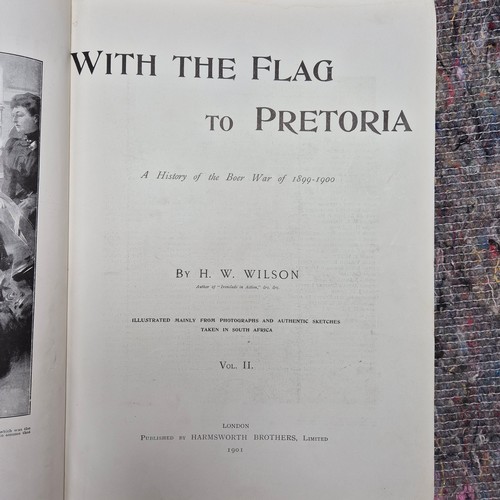 WITH THE FLAG
TO PRETORIA
A History of the Boer War of 1899-1900
BY H. W. WILSON
Author of "Ironclads in Action," &c. &c.
ILLUSTRATED MAINLY FROM PHOTOGRAPHS AND AUTHENTIC SKETCHES
TAKEN IN SOUTH AFRICA
VOL. II.
LONDON
PUBLISHED BY HARMSWORTH BROTHERS, LIMITED
1901